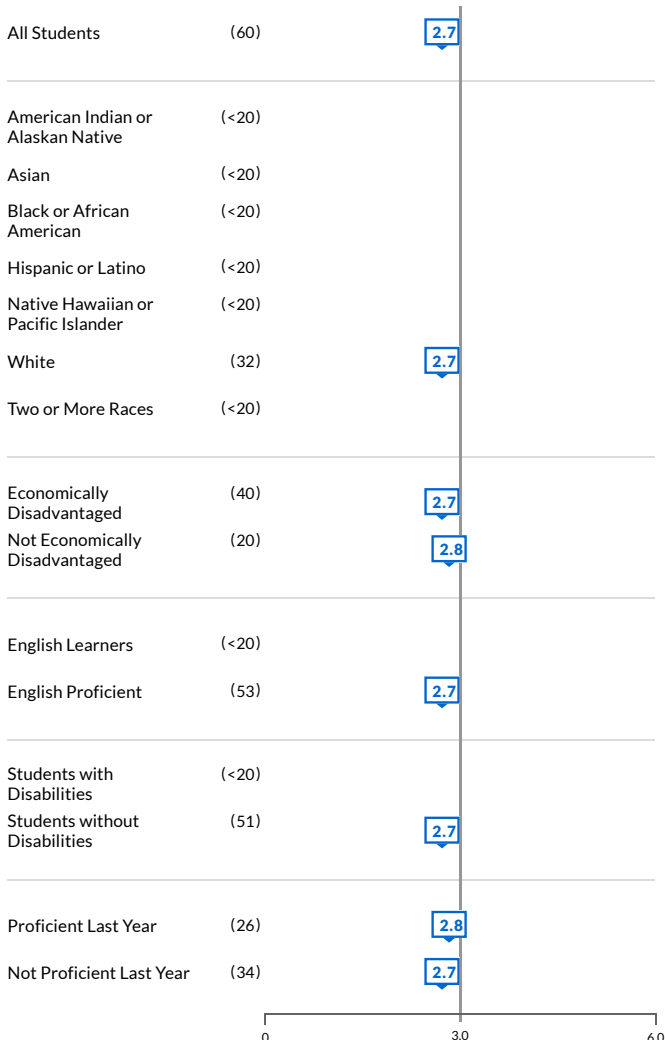 All Students (60) 2.7
American Indian or (<20)
Alaskan Native
Asian (<20)
Black or African (<20)
American
Hispanic or Latino (<20)
Native Hawaiian or (<20)
Pacific Islander
White (32) 2.7
Two or More Races (<20)
Economically (40) 2.7
Disadvantaged
Not Economically (20) 2.8
Disadvantaged
English Learners (<20)
English Proficient (53) 2.7
Students with (<20)
Disabilities
Students without (51) 2.7
Disabilities
Proficient Last Year (26) 2.8
Not Proficient Last Year (34) 2.7
0 3.0 6.0